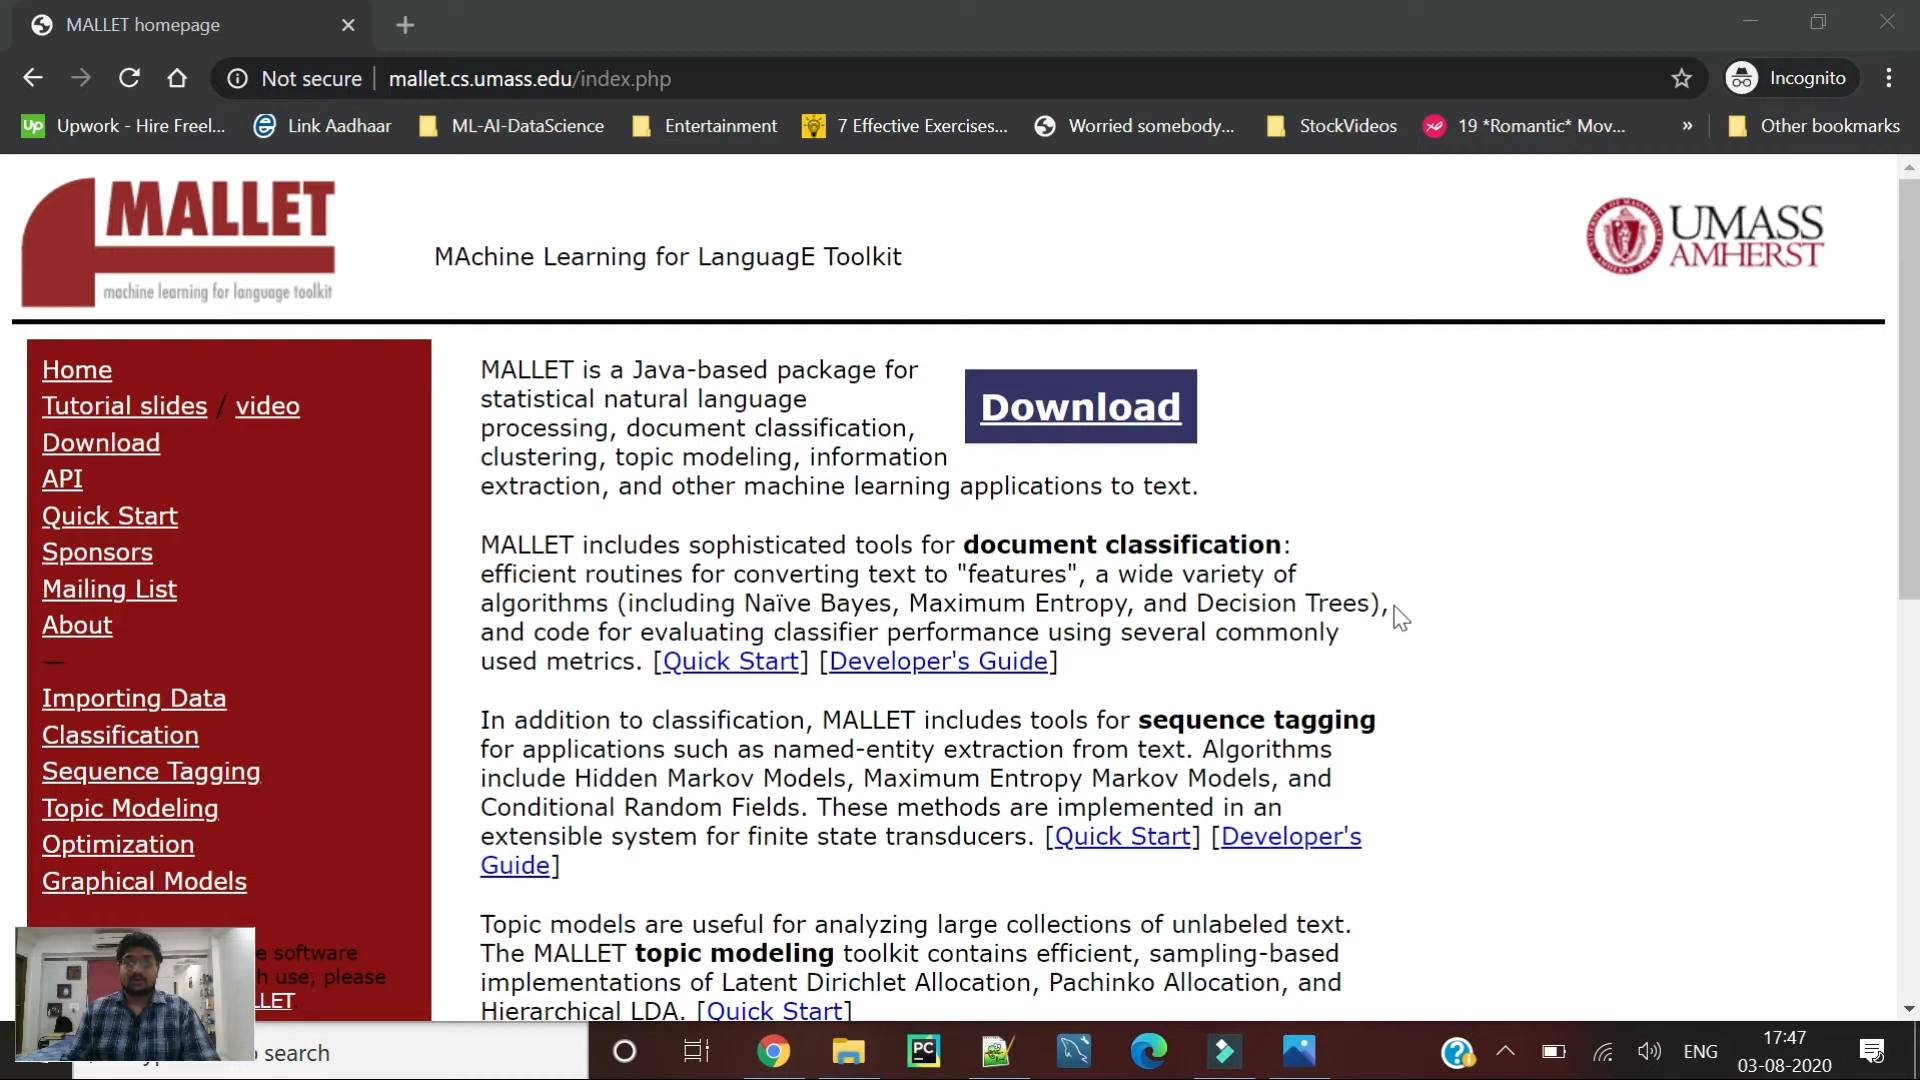 MALLET homepage
Not secure | mallet.cs.umass.edu/index.php
Incognito
Up Upwork - Hire Freel...
Link Aadhaar
ML-AI-DataScience
Entertainment
7 Effective Exercises...
Worried somebody...
StockVideos
19 *Romantic* Mov...
»
Other bookmarks
MALLET
machine learning for language toolkit
MAchine Learning for LanguagE Toolkit
UMASS
AMHERST
Home
Tutorial slides / video
Download
API
Quick Start
Sponsors
Mailing List
About
Importing Data
Classification
Sequence Tagging
Topic Modeling
Optimization
Graphical Models
e software
h use, please
LLET.
MALLET is a Java-based package for
statistical natural language
processing, document classification,
clustering, topic modeling, information
extraction, and other machine learning applications to text.
Download
MALLET includes sophisticated tools for document classification:
efficient routines for converting text to "features", a wide variety of
algorithms (including Naïve Bayes, Maximum Entropy, and Decision Trees),
and code for evaluating classifier performance using several commonly
used metrics. [Quick Start] [Developer's Guide]
In addition to classification, MALLET includes tools for sequence tagging
for applications such as named-entity extraction from text. Algorithms
include Hidden Markov Models, Maximum Entropy Markov Models, and
Conditional Random Fields. These methods are implemented in an
extensible system for finite state transducers. [Quick Start] [Developer's
Guide]
Topic models are useful for analyzing large collections of unlabeled text.
The MALLET topic modeling toolkit contains efficient, sampling-based
implementations of Latent Dirichlet Allocation, Pachinko Allocation, and
Hierarchical LDA. [Quick Start]
search
PC
ENG
17:47
03-08-2020